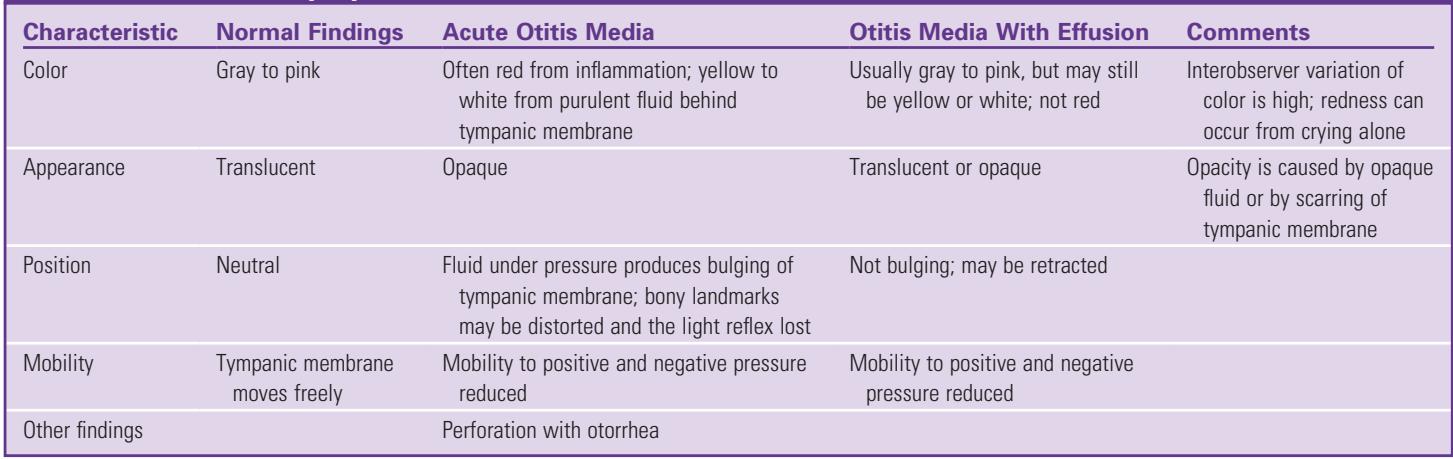 Characteristic Normal Findings Acute Otitis Media Otitis Media With Effusion Comments
Color Gray to pink Often red from inflammation; yellow to Usually gray to pink, but may still Interobserver variation of
white from purulent fluid behind be yellow or white; not red color is high; redness can
tympanic membrane occur from crying alone
Appearance Translucent Opaque Translucent or opaque Opacity is caused by opaque
fluid or by scarring of
tympanic membrane
Position Neutral Fluid under pressure produces bulging of Not bulging; may be retracted
tympanic membrane; bony landmarks
may be distorted and the light reflex lost
Mobility Tympanic membrane Mobility to positive and negative pressure Mobility to positive and negative
moves freely reduced pressure reduced
Other findings Perforation with otorrhea